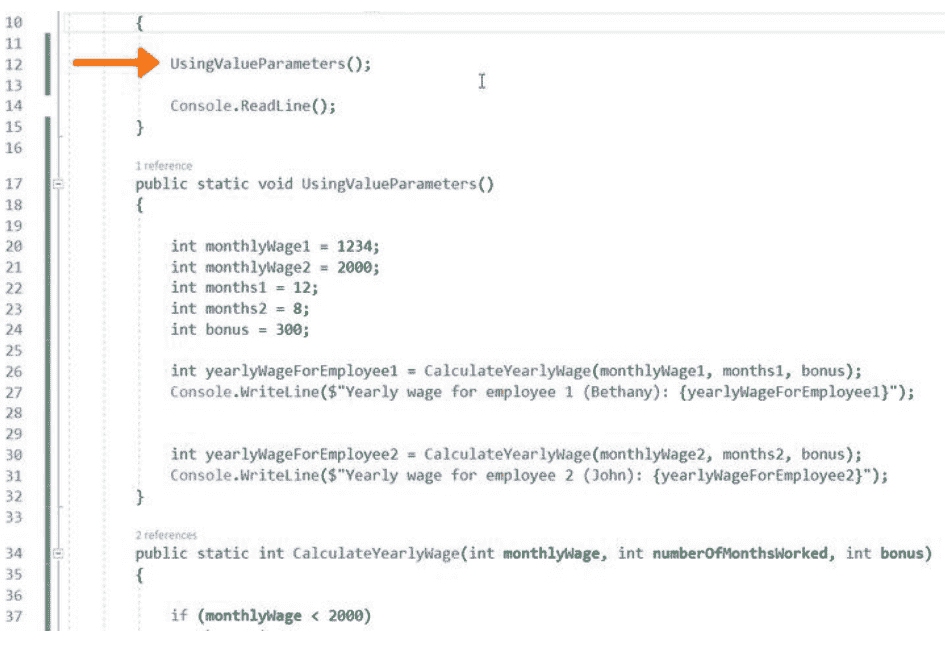 10 {
11
12 UsingValueParameters();
13
14 Console.ReadLine();
15 }
16
1 reference
17 public static void UsingValueParameters()
18 {
19
20 int monthlyWage1 = 1234;
21 int monthlyWage2 = 2000;
22 int months1 = 12;
23 int months2 = 8;
24 int bonus = 300;
25
26 int yearlyWageForEmployee1 = CalculateYearlyWage(monthlyWage1, months1, bonus);
27 Console.WriteLine($"Yearly wage for employee 1 (Bethany): {yearlyWageForEmployee1}");
28
29
30 int yearlyWageForEmployee2 = CalculateYearlyWage(monthlyWage2, months2, bonus);
31 Console.WriteLine($"Yearly wage for employee 2 (John): {yearlyWageForEmployee2}");
32 }
33
2 references
34 public static int CalculateYearlyWage(int monthlyWage, int numberOfMonthsWorked, int bonus)
35 {
36
37 if (monthlyWage < 2000)